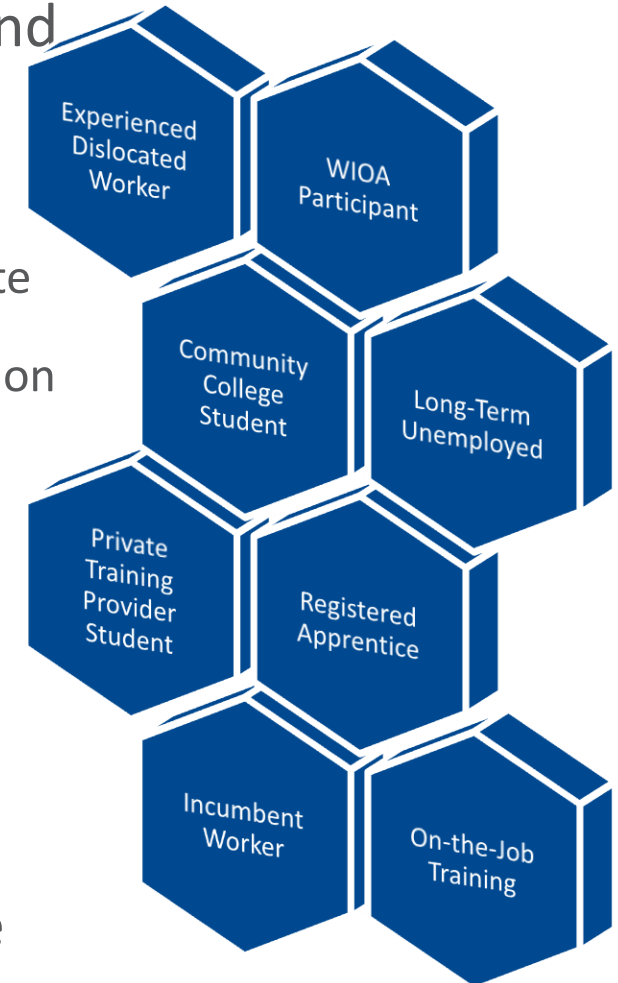 nd
Experienced
Dislocated
Worker
WIOA
Participant
te
on
Community
College
Student
Long-Term
Unemployed
Private
Training
Provider
Student
Registered
Apprentice
Incumbent
Worker
On-the-Job
Training
e